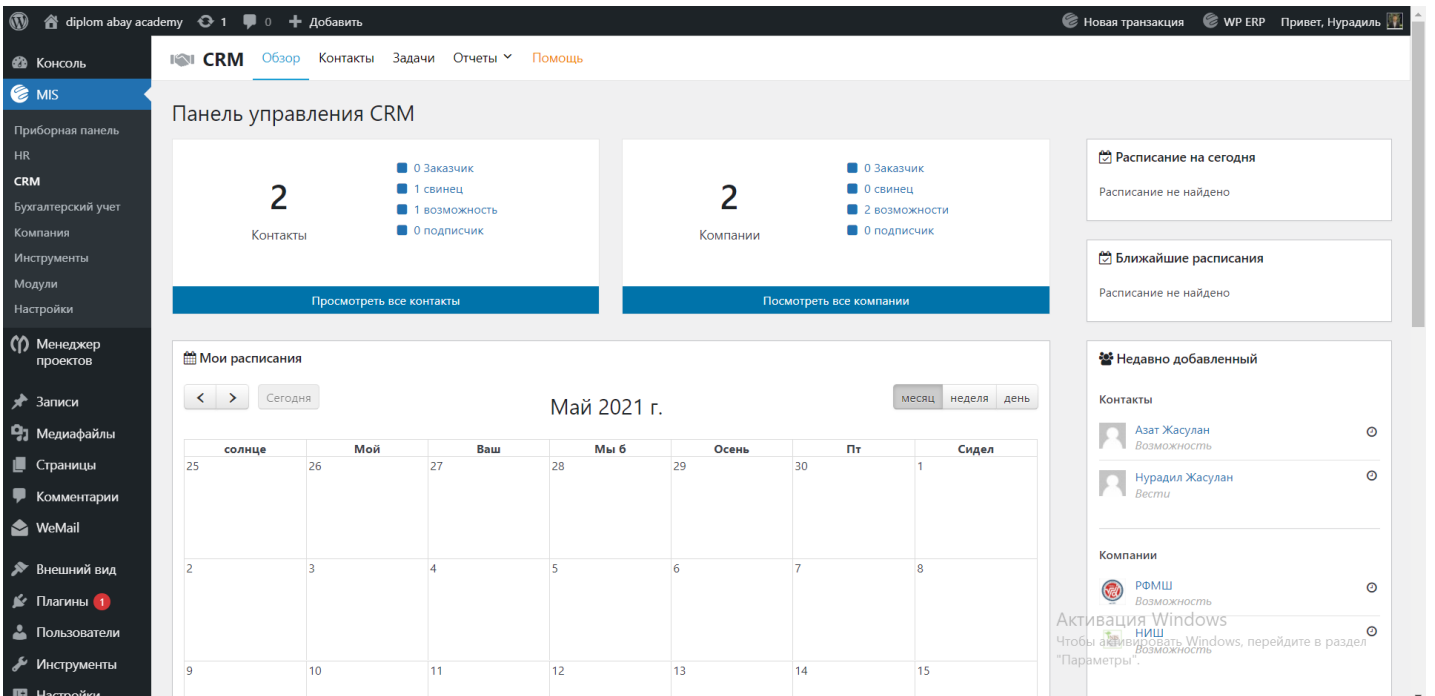 diplom abay academy 1 0 + Добавить Новая транзакция WP ERP Привет, Нурадиль
Консоль
MIS
Приборная панель
HR
CRM
Бухгалтерский учет
Компания
Инструменты
Модули
Настройки
Менеджер
проектов
Записи
Медиафайлы
Страницы
Комментарии
WeMail
Внешний вид
Плагины 1
Пользователи
Инструменты
Настройки
CRM Обзор Контакты Задачи Отчеты Помощь
Панель управления CRM
2
Контакты
0 Заказчик
1 свинец
1 возможность
0 подписчик
Просмотреть все контакты
2
Компании
0 Заказчик
0 свинец
2 возможности
0 подписчик
Посмотреть все компании
Мои расписания
Сегодня
Май 2021 г.
месяц неделя день
солнце Мой Ваш Мы б Осень Пт Сидел
25 26 27 28 29 30 1
2 3 4 5 6 7 8
9 10 11 12 13 14 15
Расписание на сегодня
Расписание не найдено
Ближайшие расписания
Расписание не найдено
Недавно добавленный
Контакты
Азат Жасулан
Возможность
Нурадил Жасулан
Вести
Компании
РФМШ
Возможность
НИШ
Возможность
Активация Windows
Чтобы активировать Windows, перейдите в раздел
"Параметры".